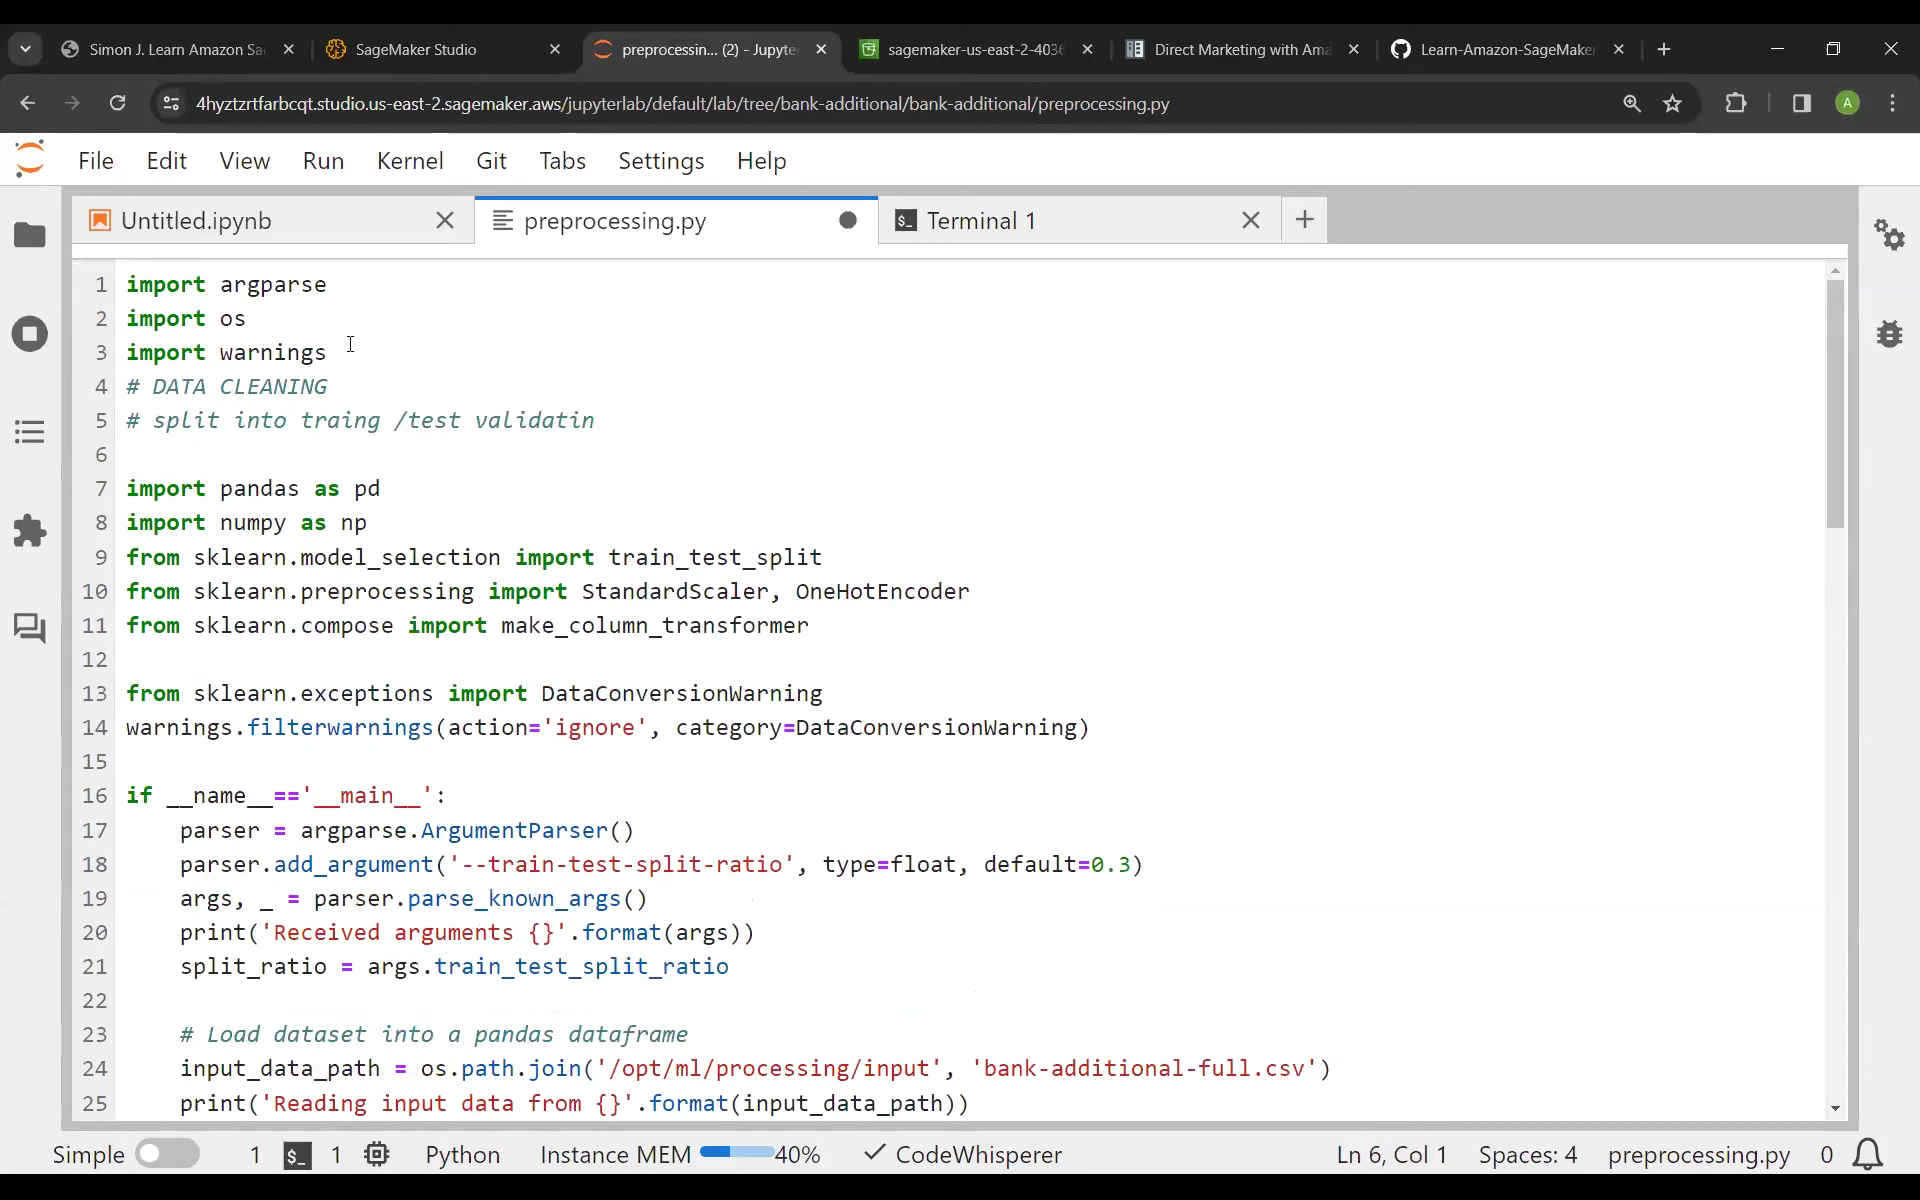 Simon J. Learn Amazon Sa
SageMaker Studio
preprocessin... (2) - Jupyte
sagemaker-us-east-2-4036
Direct Marketing with Ama
Learn-Amazon-SageMaker
4hyztzrtfarbcqt.studio.us-east-2.sagemaker.aws/jupyterlab/default/lab/tree/bank-additional/bank-additional/preprocessing.py
A
File Edit View Run Kernel Git Tabs Settings Help
Untitled.ipynb
preprocessing.py
Terminal 1
1 import argparse
2 import os
3 import warnings
4 # DATA CLEANING
5 # split into traing /test validatin
6
7 import pandas as pd
8 import numpy as np
9 from sklearn.model_selection import train_test_split
10 from sklearn.preprocessing import StandardScaler, OneHotEncoder
11 from sklearn.compose import make_column_transformer
12
13 from sklearn.exceptions import DataConversionWarning
14 warnings.filterwarnings(action='ignore', category=DataConversionWarning)
15
16 if __name__=='__main__':
17 parser = argparse.ArgumentParser()
18 parser.add_argument('--train-test-split-ratio', type=float, default=0.3)
19 args, _ = parser.parse_known_args()
20 print('Received arguments {}'.format(args))
21 split_ratio = args.train_test_split_ratio
22
23 # Load dataset into a pandas dataframe
24 input_data_path = os.path.join('/opt/ml/processing/input', 'bank-additional-full.csv')
25 print('Reading input data from {}'.format(input_data_path))
Simple 1 $_ 1 Python Instance MEM 40% CodeWhisperer Ln 6, Col 1 Spaces: 4 preprocessing.py 0